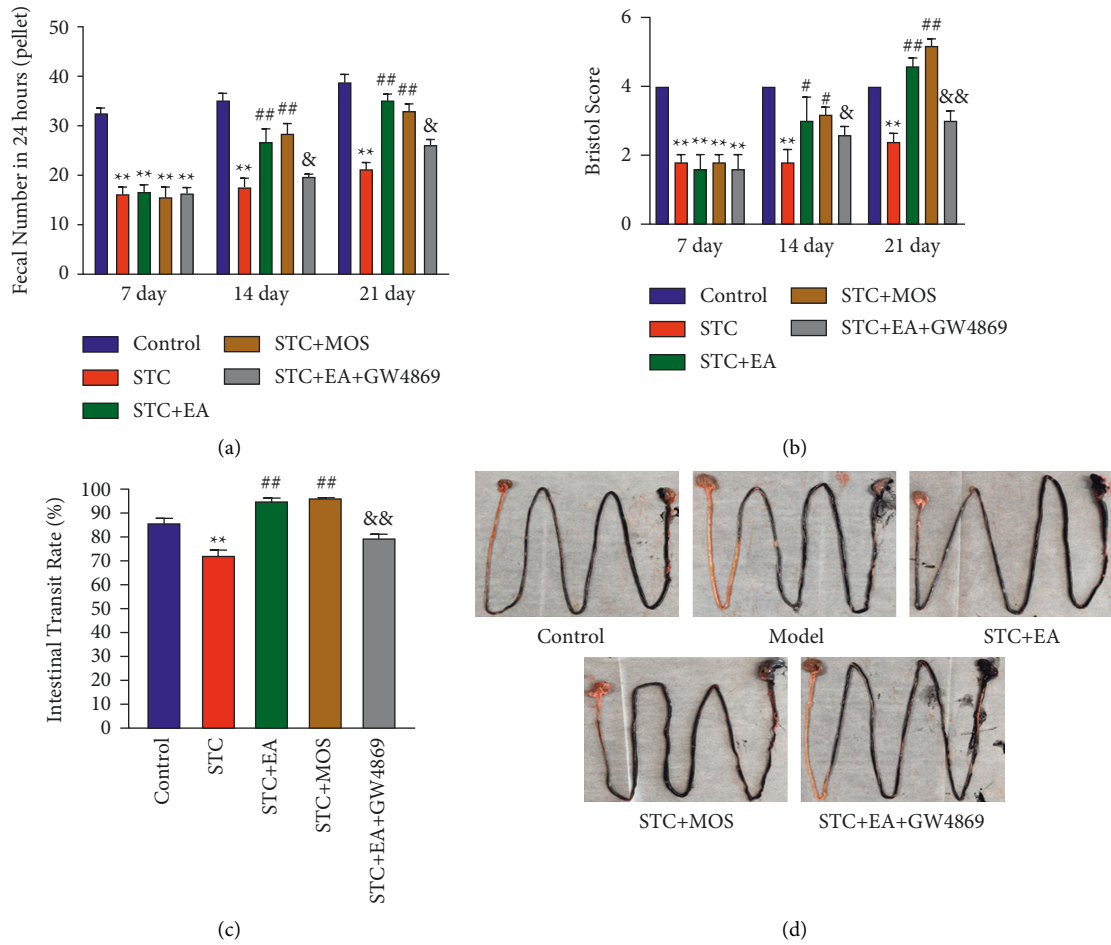 Fecal Number in 24 hours (pellet)
50
40
30
20
10
0
** ** ** **
** ## ## &
** ## ## &
7 day 14 day 21 day
Control
STC
STC+EA
STC+MOS
STC+EA+GW4869
(a)
Bristol Score
6
4
2
0
** ** ** **
** # # &
** ## ## &&
7 day 14 day 21 day
Control
STC
STC+EA
STC+MOS
STC+EA+GW4869
(b)
Intestinal Transit Rate (%)
100
90
80
70
60
50
40
30
20
10
0
** ## ## &&
Control
STC
STC+EA
STC+MOS
STC+EA+GW4869
(c)
Control Model STC+EA
STC+MOS STC+EA+GW4869
(d)